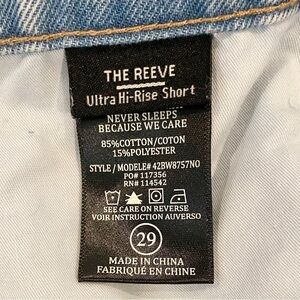 THE REEVE
Ultra Hi-Rise Short
NEVER SLEEPS
BECAUSE WE CARE
85%COTTON/COTON
15%POLYESTER
STYLE / MODELE# 42BW8757NO
PO# 117356
RN# 114542
SEE CARE ON REVERSE
VOIR INSTRUCTION AUVERSO
29
MADE IN CHINA
FABRIQUÉ EN CHINE